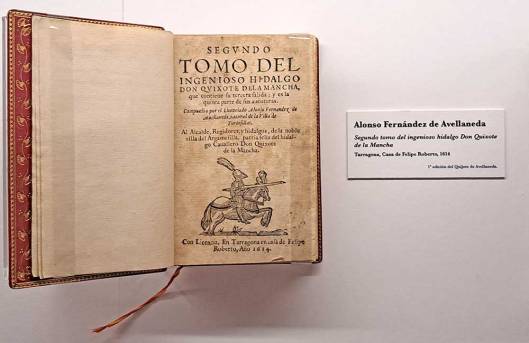 SEGVNDO
TOMO DEL
INGENIOSO HIDALGO
DON QVIXOTE DE LA MANCHA,
que contiene su tercera salida: y es la
quinta parte de sus auenturas.
Compuesto por el Licenciado Alonso Fernandez de
Auellaneda, natural de la Villa de
Tordesillas.
Al Alcalde, Regidores, y hidalgos, de la noble
villa del Argamesilla, patria feliz del hidal-
go Cauallero Don Quixote
de la Mancha.
Con Licencia, En Tarragona en casa de Felipe
Roberto, Año 1614.
Alonso Fernández de Avellaneda
Segundo tomo del ingenioso hidalgo Don Quixote
de la Mancha
Tarragona, Casa de Felipe Roberto, 1614
1ª edición del Quijote de Avellaneda.